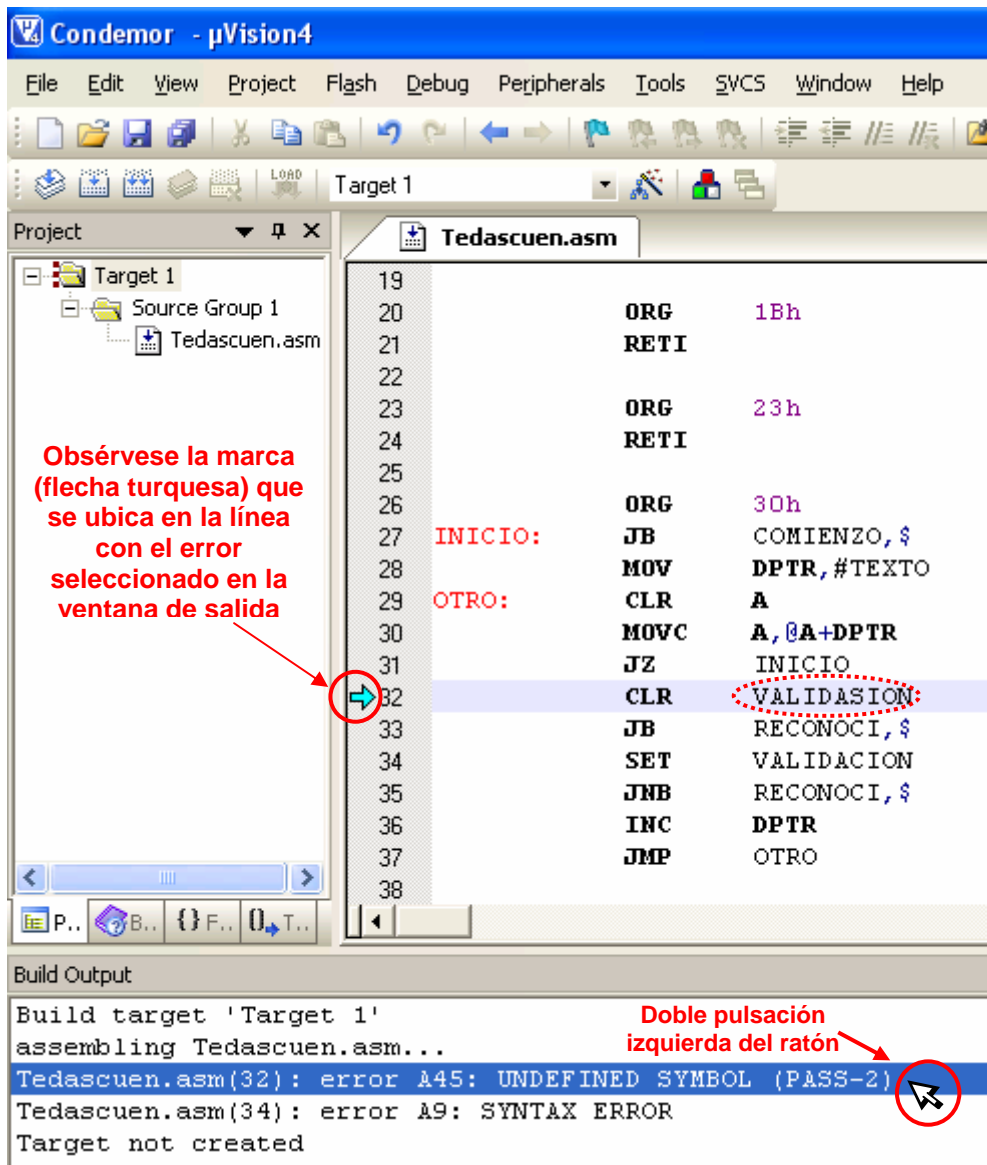 Condemor - µVision4
File Edit View Project Flash Debug Peripherals Tools SVCS Window Help
LOAD Target 1
Project
Target 1
Source Group 1
Tedascuen.asm
Obsérvese la marca
(flecha turquesa) que
se ubica en la línea
con el error
seleccionado en la
ventana de salida
P.. B.. {} F.. T..
Tedascuen.asm
19
20 ORG 1Bh
21 RETI
22
23 ORG 23h
24 RETI
25
26 ORG 30h
27 INICIO: JB COMIENZO,$
28 MOV DPTR,#TEXTO
29 OTRO: CLR A
30 MOVC A,@A+DPTR
31 JZ INICIO
32 CLR VALIDASION
33 JB RECONOCI,$
34 SET VALIDACION
35 JNB RECONOCI,$
36 INC DPTR
37 JMP OTRO
38
Build Output
Build target 'Target 1'
assembling Tedascuen.asm...
Tedascuen.asm(32): error A45: UNDEFINED SYMBOL (PASS-2)
Tedascuen.asm(34): error A9: SYNTAX ERROR
Target not created
Doble pulsación
izquierda del ratón